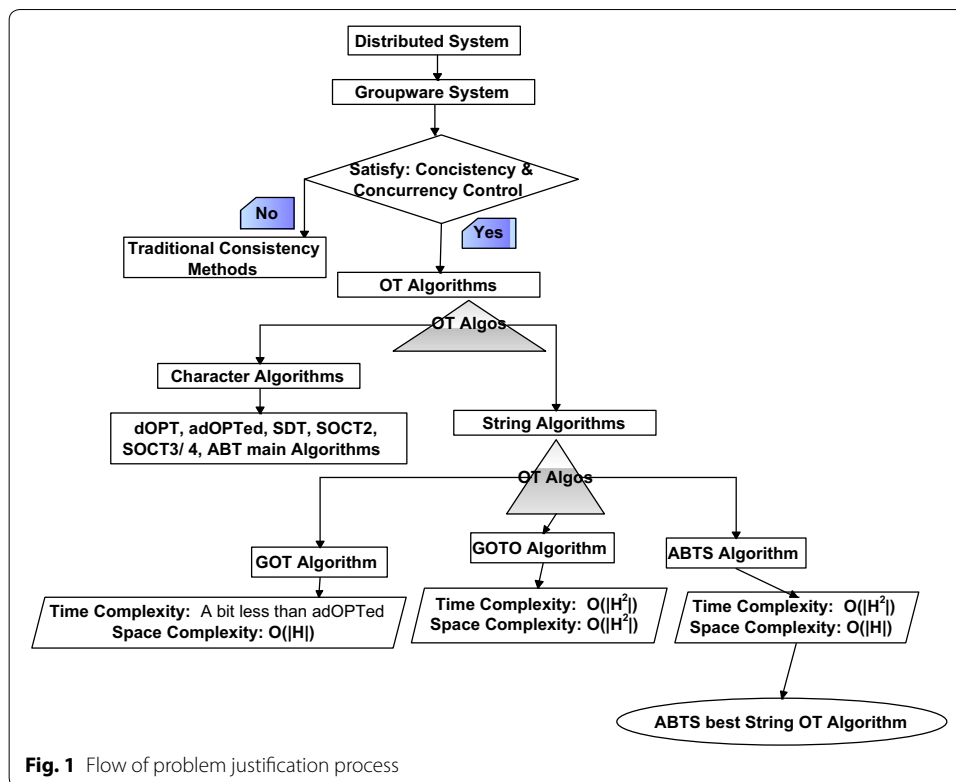 Distributed System
Groupware System
Satisfy: Concistency &
Concurrency Control
No
Yes
Traditional Consistency
Methods
OT Algorithms
OT Algos
Character Algorithms
dOPT, adOPTed, SDT, SOCT2,
SOCT3/ 4, ABT main Algorithms
String Algorithms
OT Algos
GOT Algorithm
GOTO Algorithm
ABTS Algorithm
Time Complexity: A bit less than adOPTed
Space Complexity: O(|H|)
Time Complexity: O(|H²|)
Space Complexity: O(|H²|)
Time Complexity: O(|H²|)
Space Complexity: O(|H|)
ABTS best String OT Algorithm
Fig. 1 Flow of problem justification process